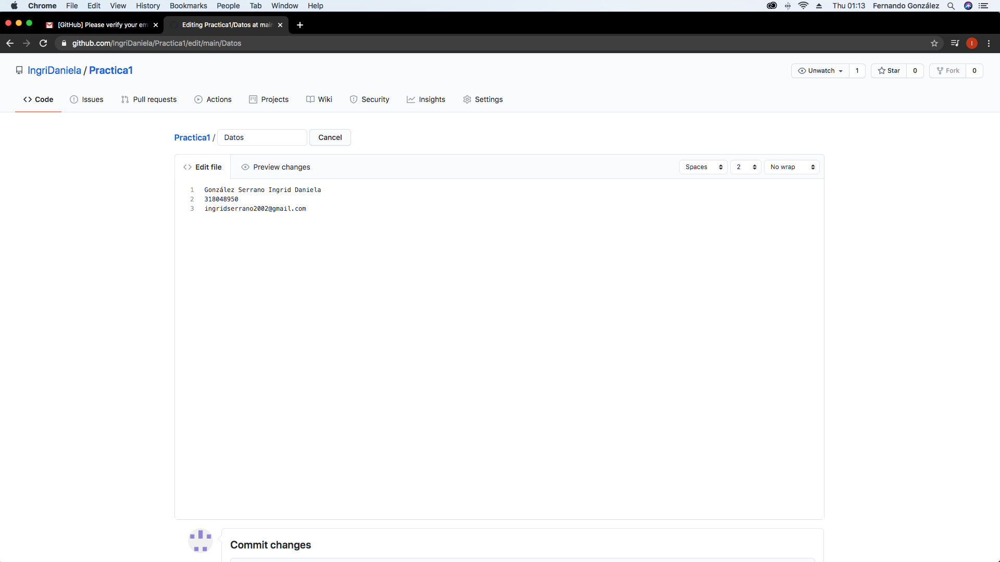 Chrome File Edit View History Bookmarks People Tab Window Help Thu 01:13 Fernando González
[GitHub] Please verify your em
Editing Practica1/Datos at main
github.com/IngriDaniela/Practica1/edit/main/Datos
IngriDaniela / Practica1
Unwatch 1 Star 0 Fork 0
Code Issues Pull requests Actions Projects Wiki Security Insights Settings
Practica1 / Datos Cancel
Edit file Preview changes Spaces 2 No wrap
1 González Serrano Ingrid Daniela
2 318048950
3 ingridserrano2002@gmail.com
Commit changes